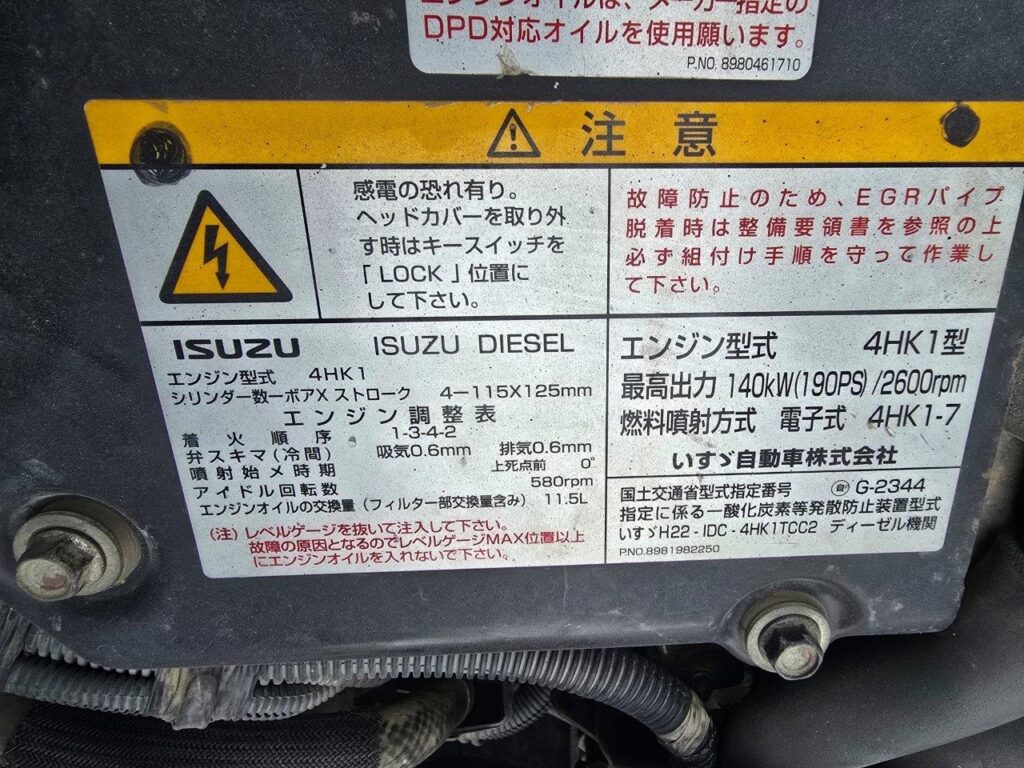 エンジンオイルは、メーカー指定の
DPD対応オイルを使用願います。
P.NO. 8980461710
注意
感電の恐れ有り。
ヘッドカバーを取り外
す時はキースイッチを
「LOCK」位置に
して下さい。
故障防止のため、EGRパイプ
脱着時は整備要領書を参照の上
必ず組付け手順を守って作業し
て下さい。
ISUZU ISUZU DIESEL
エンジン型式 4HK1
シリンダー数ーボアX ストローク 4-115X125mm
エンジン調整表
着火順序 1-3-4-2
弁スキマ(冷間) 吸気0.6mm 排気0.6mm
噴射始メ時期 上死点前 0°
アイドル回転数 580rpm
エンジンオイルの交換量(フィルター部交換量含み) 11.5L
(注)レベルゲージを抜いて注入して下さい。
故障の原因となるのでレベルゲージMAX位置以上
にエンジンオイルを入れないで下さい。
エンジン型式 4HK1型
最高出力 140kW(190PS)/2600rpm
燃料噴射方式 電子式 4HK1-7
いすゞ自動車株式会社
国土交通省型式指定番号 自 G-2344
指定に係る一酸化炭素等発散防止装置型式
いすゞH22-IDC-4HK1TCC2 ディーゼル機関
P.NO.8981982250